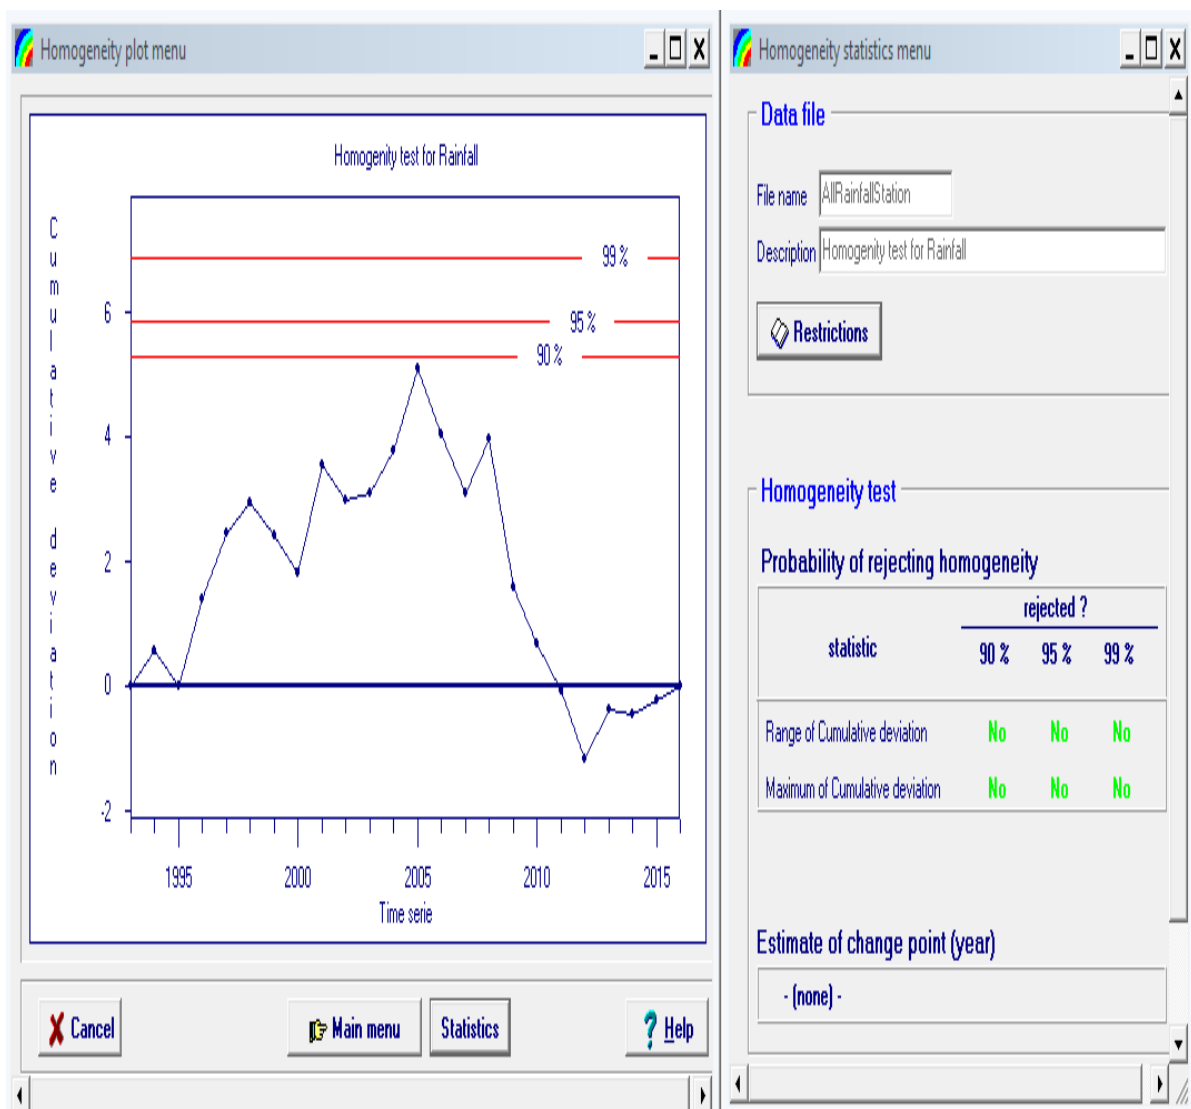 Homogeneity plot menu
Homogenity test for Rainfall
Cumulative deviation
99 %
6
95 %
90 %
4
2
0
-2
1995 2000 2005 2010 2015
Time serie
Cancel Main menu Statistics Help
Homogeneity statistics menu
Data file
File name AllRainfallStation
Description Homogenity test for Rainfall
Restrictions
Homogeneity test
Probability of rejecting homogeneity
rejected ?
statistic 90 % 95 % 99 %
Range of Cumulative deviation No No No
Maximum of Cumulative deviation No No No
Estimate of change point (year)
- (none) -